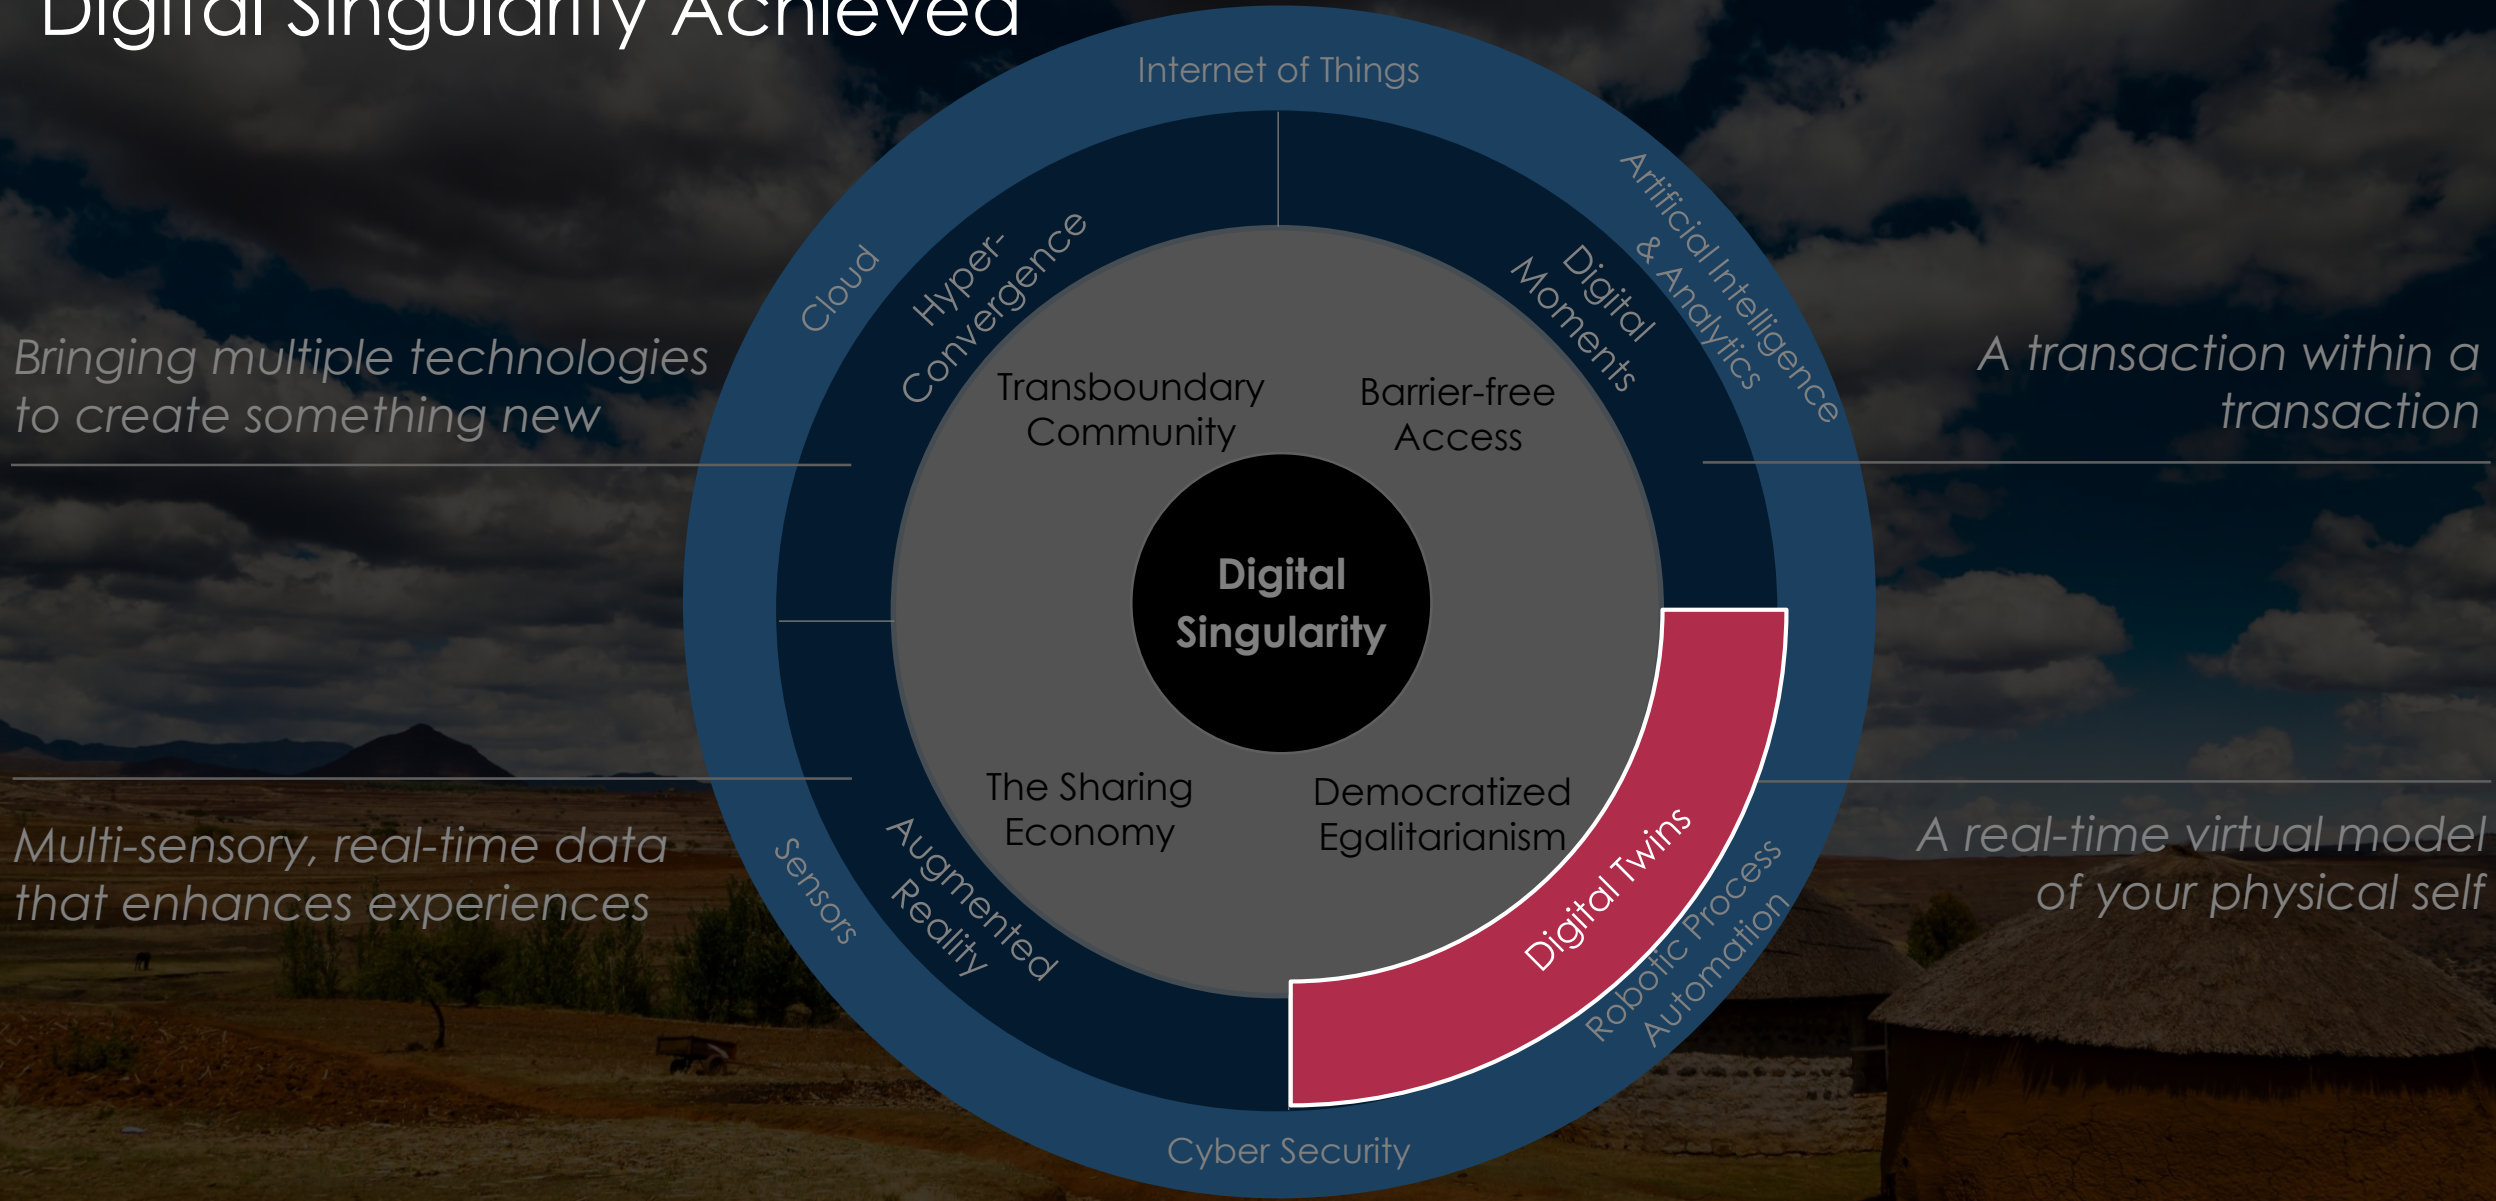 Digital Singularity Achieved
Internet of Things
Artificial Intelligence
& Analytics
Cloud
Hyper-
Convergence
Digital
Moments
Bringing multiple technologies
to create something new
A transaction within a
transaction
Transboundary
Community
Barrier-free
Access
Digital
Singularity
The Sharing
Economy
Democratized
Egalitarianism
Multi-sensory, real-time data
that enhances experiences
Sensors
Augmented
Reality
Digital Twins
Robotic Process
Automation
A real-time virtual model
of your physical self
Cyber Security